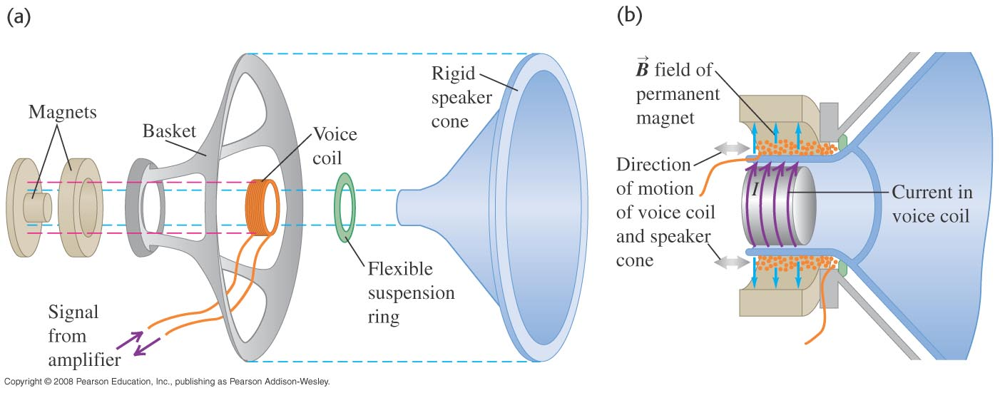 (a)
Magnets
Basket
Voice
coil
Rigid
speaker
cone
Flexible
suspension
ring
Signal
from
amplifier
(b)
B field of
permanent
magnet
Direction
of motion
of voice coil
and speaker
cone
I
Current in
voice coil
Copyright © 2008 Pearson Education, Inc., publishing as Pearson Addison-Wesley.